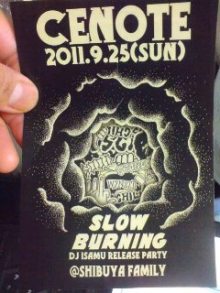 CENOTE
2011.9.25(SUN)
SLOW
BURNING
DJ ISAMU RELEASE PARTY
@SHIBUYA FAMILY